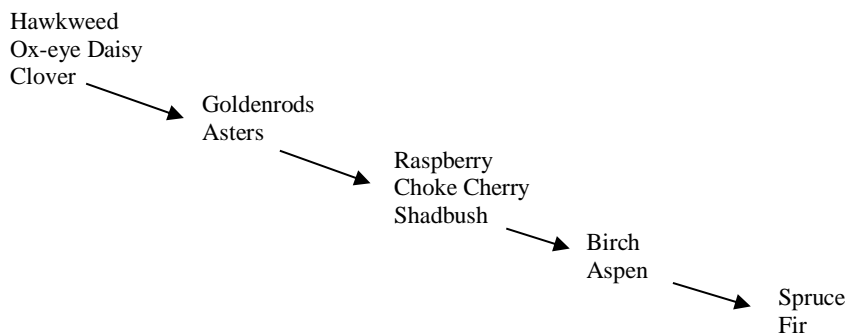 Hawkweed
Ox-eye Daisy
Clover
Goldenrods
Asters
Raspberry
Choke Cherry
Shadbush
Birch
Aspen
Spruce
Fir